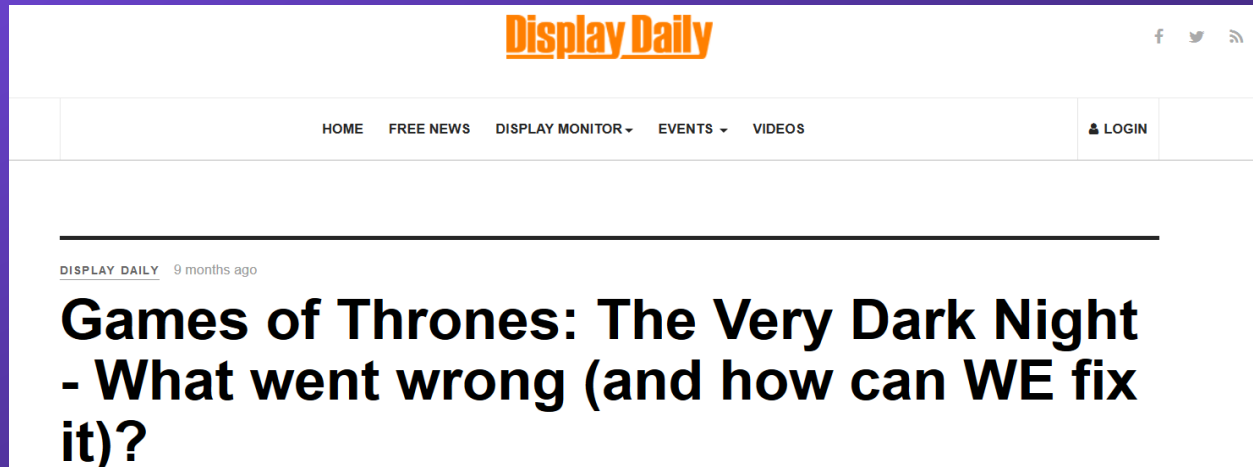 Display Daily
HOME FREE NEWS DISPLAY MONITOR EVENTS VIDEOS LOGIN
DISPLAY DAILY 9 months ago
Games of Thrones: The Very Dark Night
- What went wrong (and how can WE fix
it)?